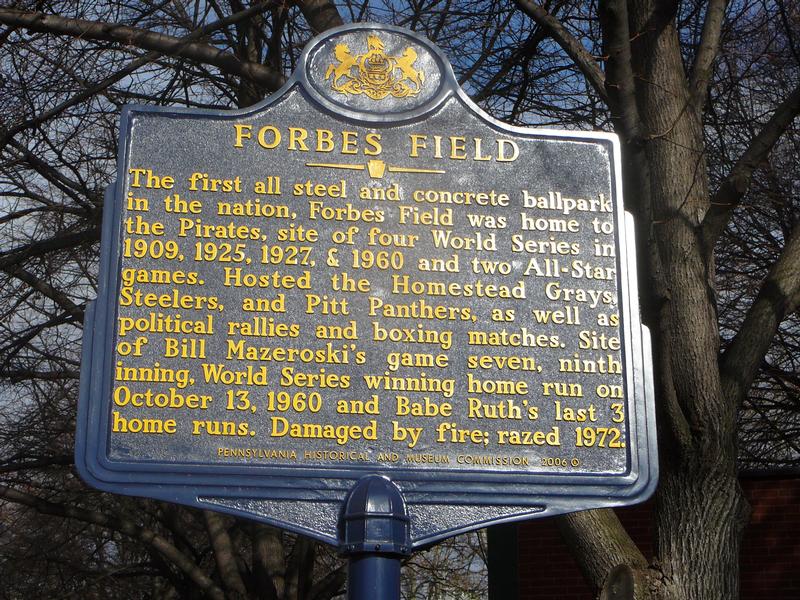 FORBES FIELD
The first all steel and concrete ballpark
in the nation, Forbes Field was home to
the Pirates, site of four World Series in
1909, 1925, 1927, & 1960 and two All-Star
games. Hosted the Homestead Grays,
Steelers, and Pitt Panthers, as well as
political rallies and boxing matches. Site
of Bill Mazeroski's game seven, ninth
inning, World Series winning home run on
October 13, 1960 and Babe Ruth's last 3
home runs. Damaged by fire; razed 1972.
PENNSYLVANIA HISTORICAL AND MUSEUM COMMISSION 2006 ©